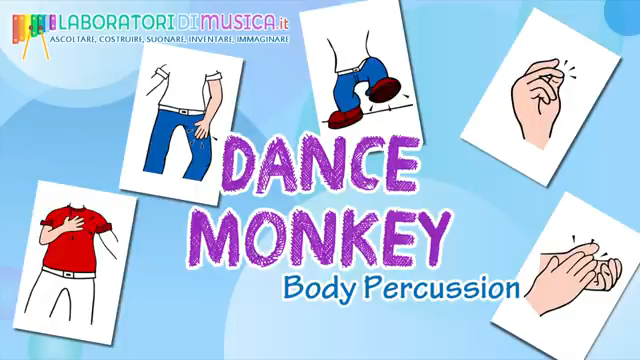 LABORATORIDIMUSICA.it
ASCOLTARE, COSTRUIRE, SUONARE, INVENTARE, IMMAGINARE
DANCE
MONKEY
Body Percussion